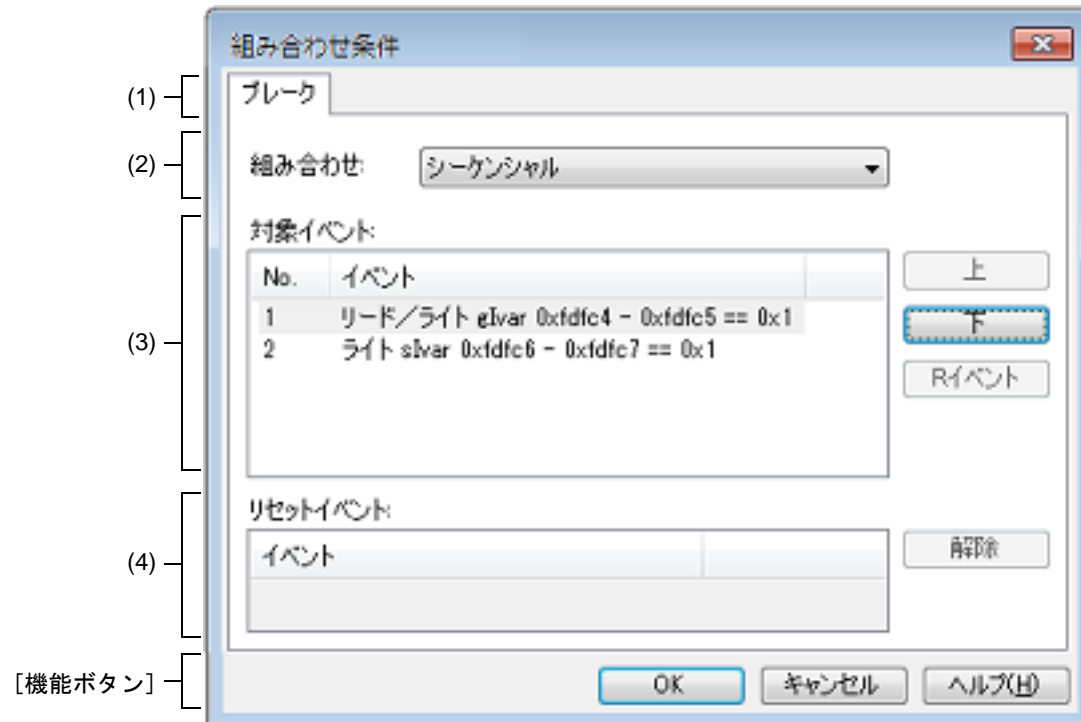 組み合わせ条件
(1)
ブレーク
(2)
組み合わせ: シーケンシャル
対象イベント:
No. イベント
上
1 リード／ライト gIvar 0xfdfc4 - 0xfdfc5 == 0x1
下
(3)
2 ライト sIvar 0xfdfc6 - 0xfdfc7 == 0x1
Rイベント
リセットイベント:
イベント
解除
(4)
[機能ボタン]
OK キャンセル ヘルプ(H)